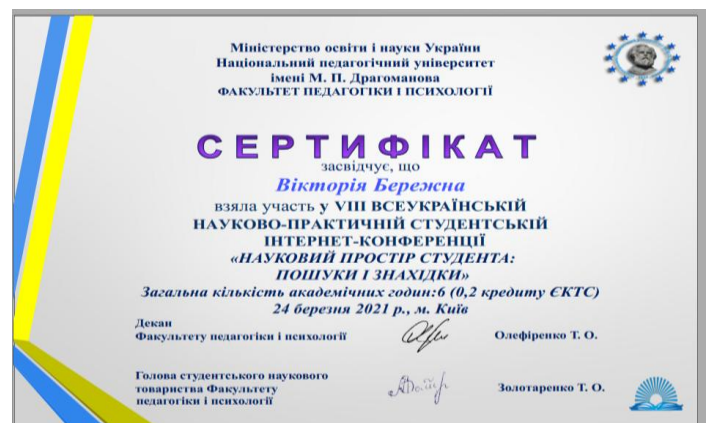 Міністерство освіти і науки України
Національний педагогічний університет
імені М. П. Драгоманова
ФАКУЛЬТЕТ ПЕДАГОГІКИ І ПСИХОЛОГІЇ
СЕРТИФІКАТ
засвідчує, що
Вікторія Бережна
взяла участь у VIII ВСЕУКРАЇНСЬКІЙ
НАУКОВО-ПРАКТИЧНІЙ СТУДЕНТСЬКІЙ
ІНТЕРНЕТ-КОНФЕРЕНЦІЇ
«НАУКОВИЙ ПРОСТІР СТУДЕНТА:
ПОШУКИ І ЗНАХІДКИ»
Загальна кількість академічних годин:6 (0,2 кредиту ЄКТС)
24 березня 2021 р., м. Київ
Декан
Факультету педагогіки і психології
Олефіренко Т. О.
Голова студентського наукового
товариства Факультету
педагогіки і психології
Золотаренко Т. О.